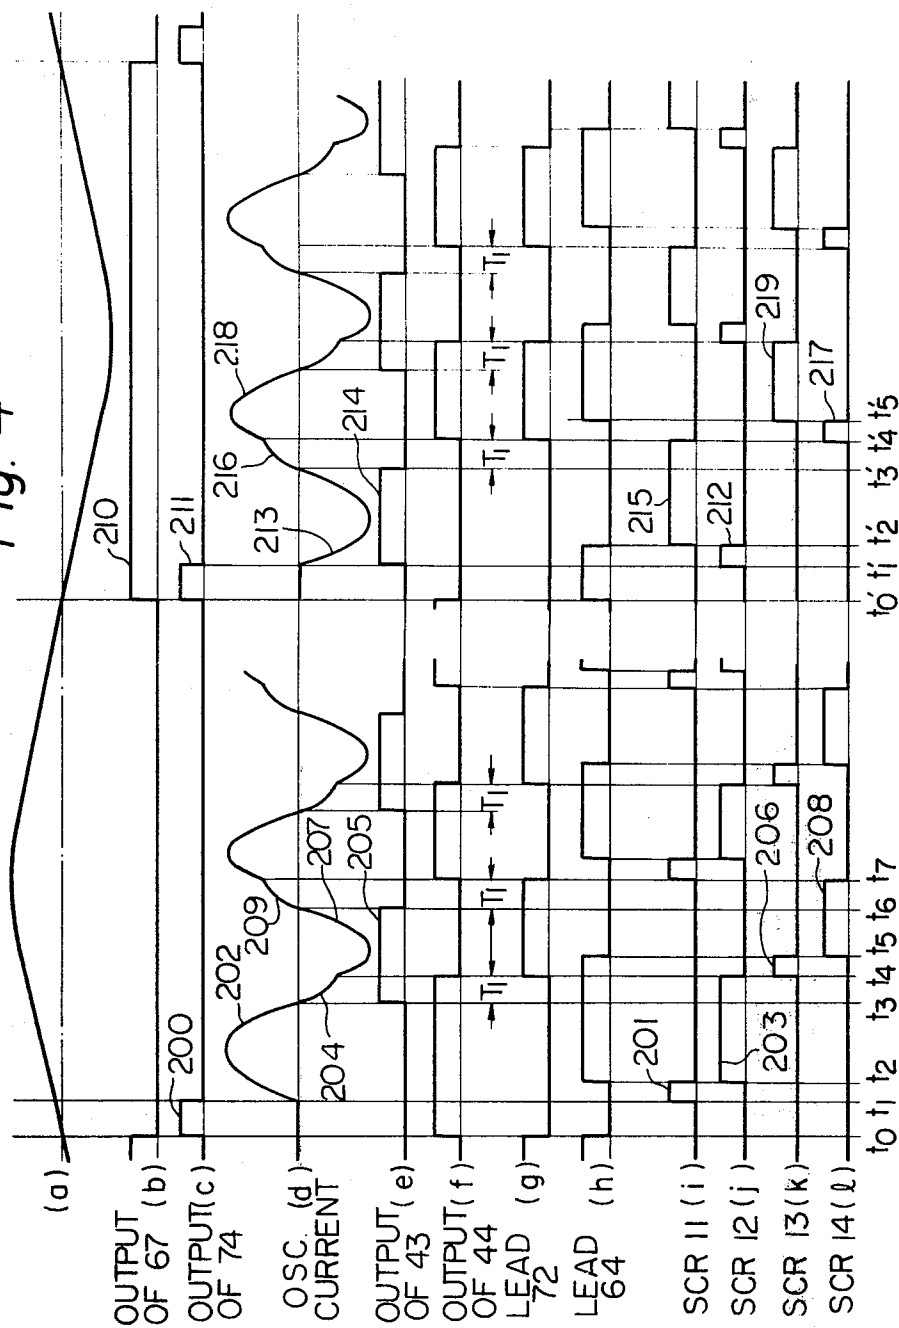 Fig. 4
(a)
OUTPUT
OF 67 (b)
OUTPUT (c)
OF 74
OSC. (d)
CURRENT
OUTPUT (e)
OF 43
OUTPUT (f)
OF 44
LEAD (g)
72
LEAD (h)
64
SCR 11 (i)
SCR 12 (j)
SCR 13 (k)
SCR 14 (l)
200
202
204
209
207
205
201
203
206
208
210
211
213
216
218
214
215
212
219
217
T1 T1 T1 T1 T1 T1
t0 t1 t2 t3 t4 t5 t6 t7 t0' t1' t2' t3' t4' t5'